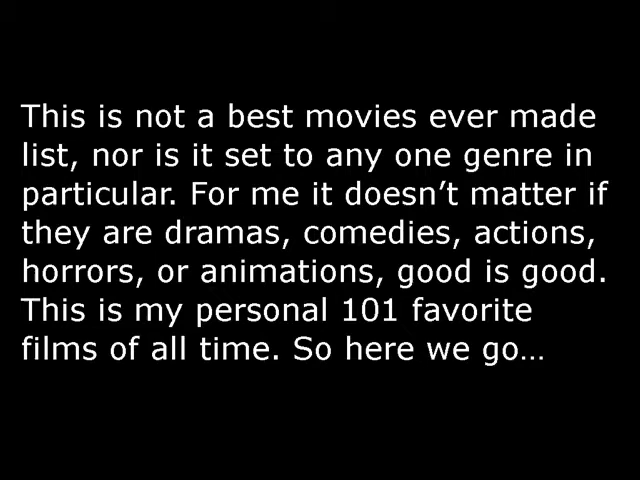 This is not a best movies ever made
list, nor is it set to any one genre in
particular. For me it doesn’t matter if
they are dramas, comedies, actions,
horrors, or animations, good is good.
This is my personal 101 favorite
films of all time. So here we go…